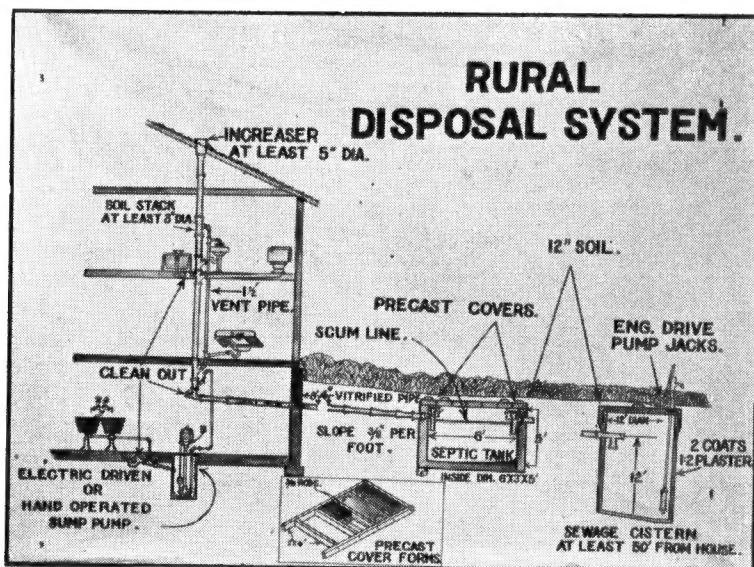 RURAL
DISPOSAL SYSTEM.
INCREASER
AT LEAST 5" DIA.
SOIL STACK
AT LEAST 3" DIA
12" SOIL.
1½"
VENT PIPE.
PRECAST COVERS.
SCUM LINE.
ENG. DRIVE
PUMP JACKS.
CLEAN OUT
VITRIFIED PIPE
SLOPE PER
FOOT.
6'
5'
SEPTIC TANK
INSIDE DIM. 6'X3'X5'
12' DIAM
12'
2 COATS
1-2 PLASTER
ELECTRIC DRIVEN
OR
HAND OPERATED
SUMP PUMP.
PRECAST
COVER FORMS
SEWAGE CISTERN
AT LEAST 50' FROM HOUSE.